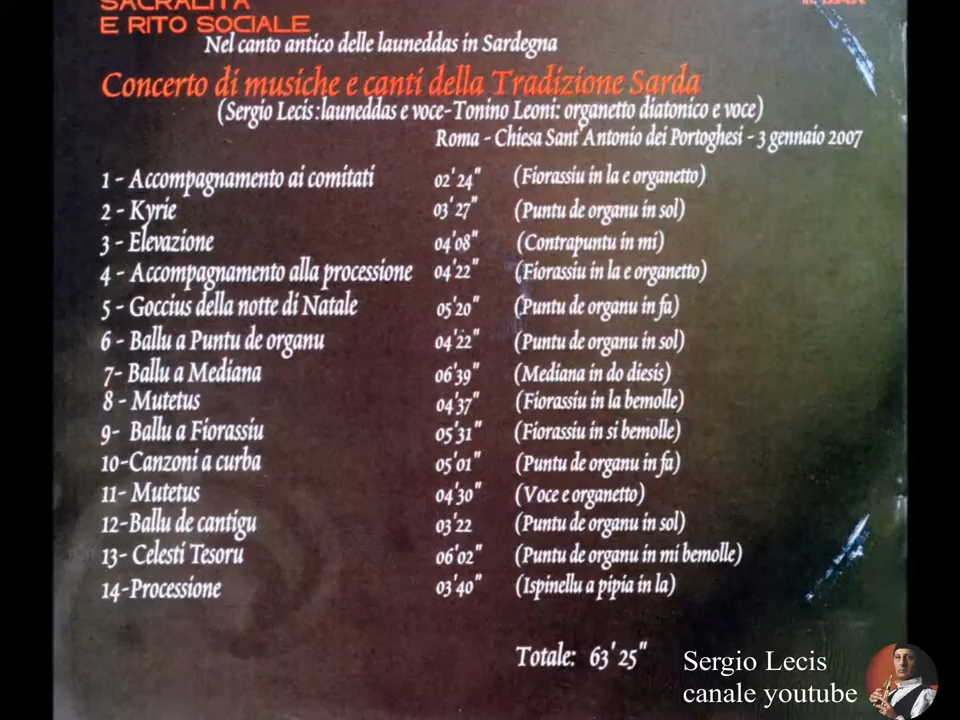 SACRALITA'
E RITO SOCIALE
Nel canto antico delle launeddas in Sardegna
Concerto di musiche e canti della Tradizione Sarda
(Sergio Lecis:launeddas e voce-Tonino Leoni: organetto diatonico e voce)
Roma - Chiesa Sant'Antonio dei Portoghesi - 3 gennaio 2007
1 - Accompagnamento ai comitati 02'24" (Fiorassiu in la e organetto)
2 - Kyrie 03'27" (Puntu de organu in sol)
3 - Elevazione 04'08" (Contrapuntu in mi)
4 - Accompagnamento alla processione 04'22" (Fiorassiu in la e organetto)
5 - Goccius della notte di Natale 05'20" (Puntu de organu in fa)
6 - Ballu a Puntu de organu 04'22" (Puntu de organu in sol)
7- Ballu a Mediana 06'39" (Mediana in do diesis)
8 - Mutetus 04'37" (Fiorassiu in la bemolle)
9- Ballu a Fiorassiu 05'31" (Fiorassiu in si bemolle)
10-Canzoni a curba 05'01" (Puntu de organu in fa)
11- Mutetus 04'30" (Voce e organetto)
12-Ballu de cantigu 03'22 (Puntu de organu in sol)
13- Celesti Tesoru 06'02" (Puntu de organu in mi bemolle)
14-Processione 03'40" (Ispinellu a pipia in la)
Totale: 63'25"
Sergio Lecis
canale youtube